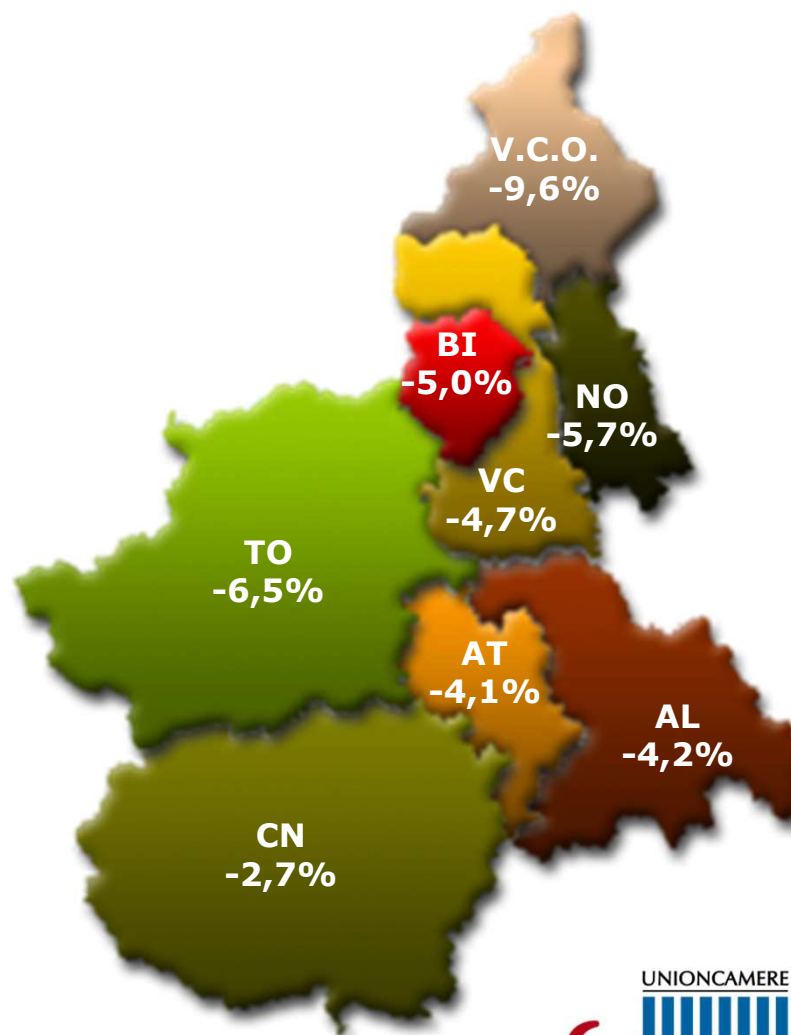 V.C.O.
-9,6%
BI
-5,0%
NO
-5,7%
VC
-4,7%
TO
-6,5%
AT
-4,1%
AL
-4,2%
CN
-2,7%
UNIONCAMERE